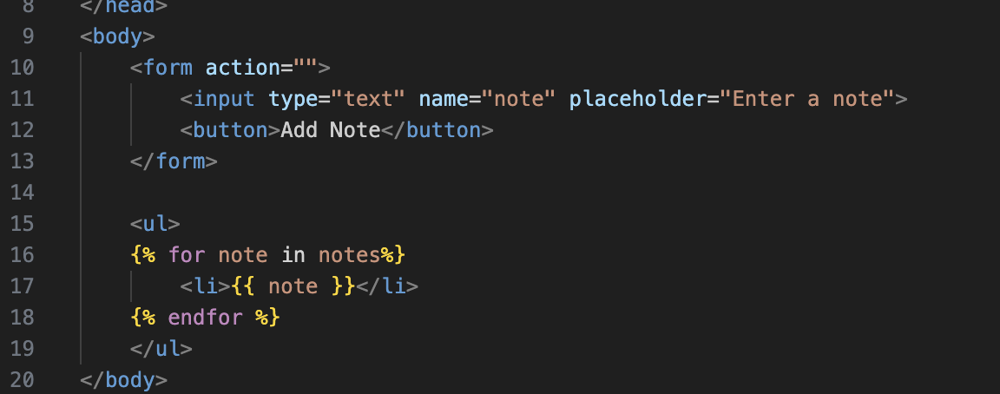 8 </head>
9 <body>
10 <form action="">
11 <input type="text" name="note" placeholder="Enter a note">
12 <button>Add Note</button>
13 </form>
14
15 <ul>
16 {% for note in notes%}
17 <li>{{ note }}</li>
18 {% endfor %}
19 </ul>
20 </body>